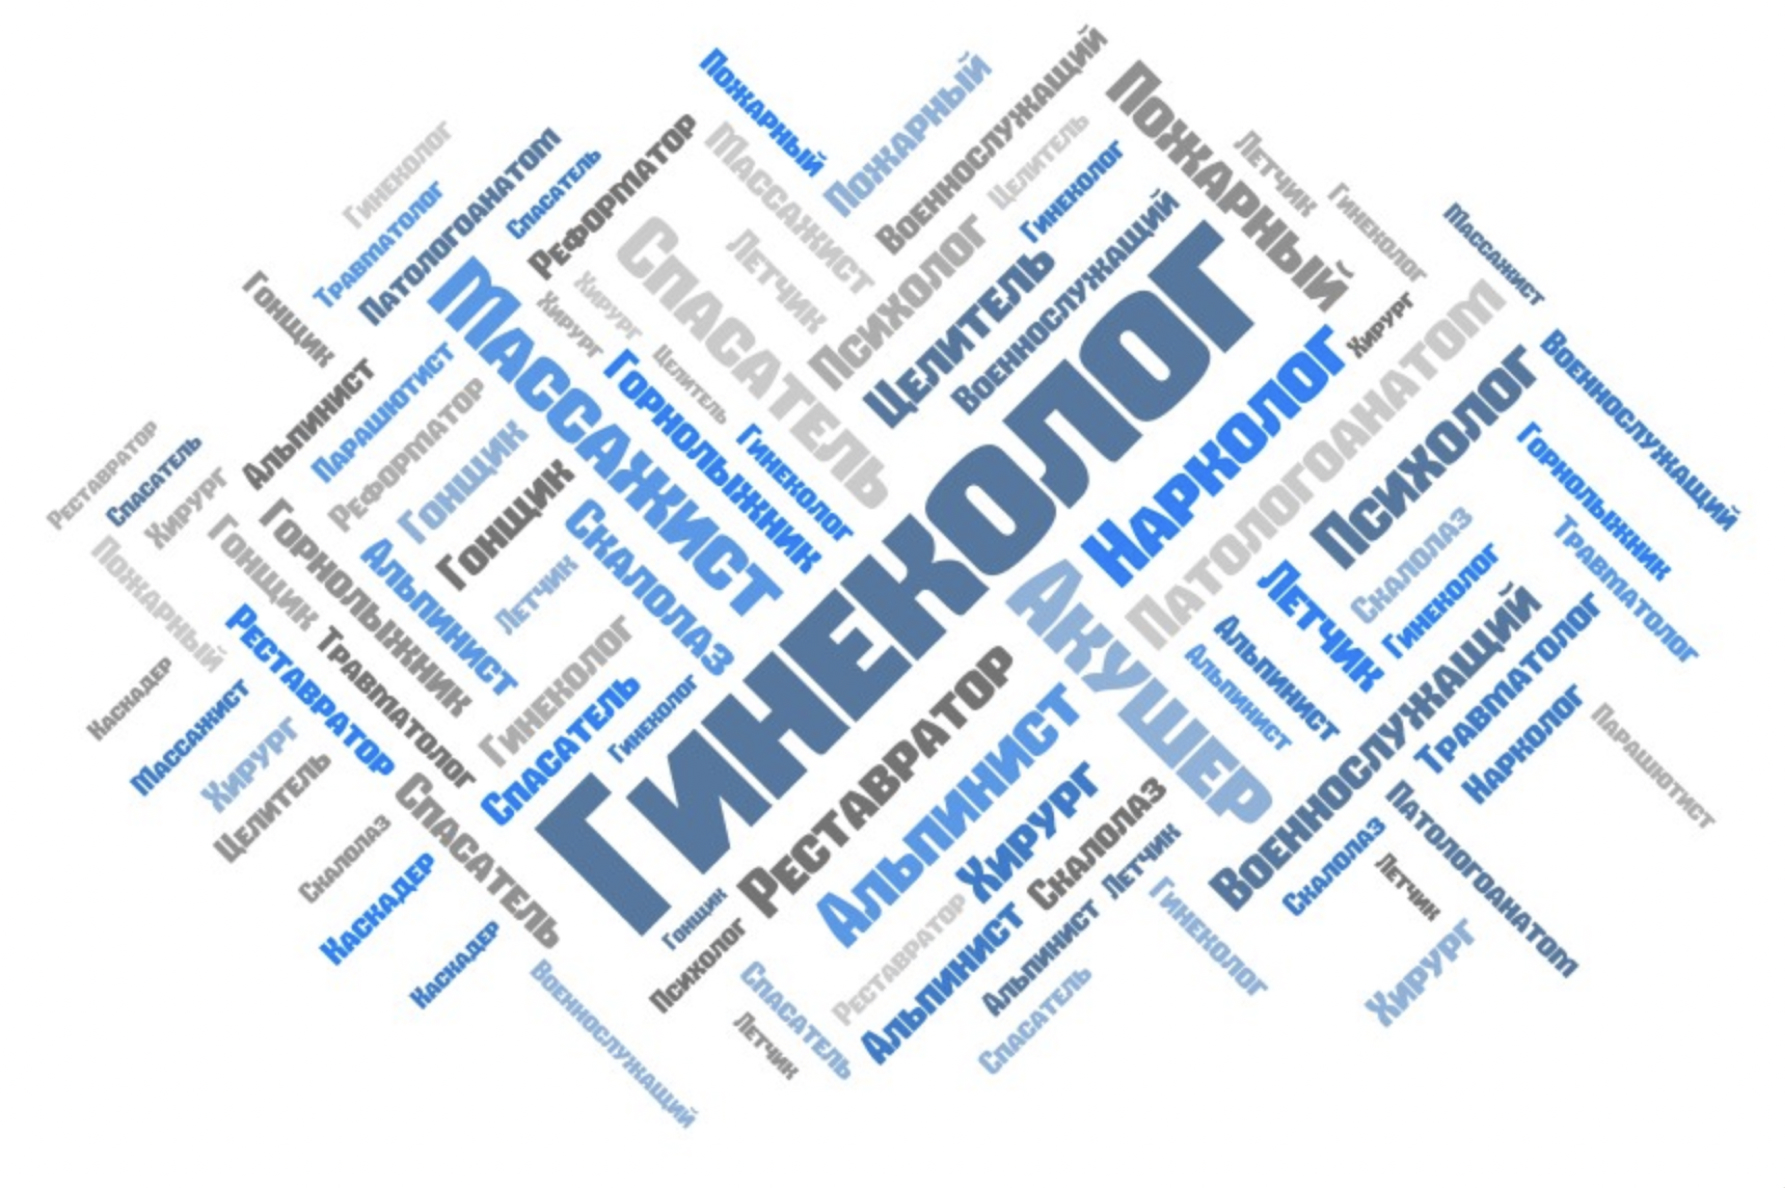 Гинеколог
Травматолог
Патологоанатом
Спасатель
Реформатор
Пожарный
Пожарный
Массажист
Летчик
Военнослужащий
Целитель
Гинеколог
Пожарный
Летчик
Гинеколог
Массажист
Гонщик
Массажист
Хирург
Хирург
Спасатель
Психолог
Целитель
Военнослужащий
Хирург
Патологоанатом
Военнослужащий
Альпинист
Парашютист
Реформатор
Гонщик
Гонщик
Горнолыжник
Целитель
Гинеколог
Гинеколог
Нарколог
Психолог
Горнолыжник
Травматолог
Реставратор
Спасатель
Хирург
Пожарный
Гонщик
Горнолыжник
Альпинист
Летчик
Скалолаз
Акушер
Летчик
Скалолаз
Гинеколог
Альпинист
Альпинист
Каскадер
Массажист
Реставратор
Травматолог
Гинеколог
Спасатель
Гинеколог
Реставратор
Альпинист
Военнослужащий
Травматолог
Нарколог
Парашютист
Хирург
Целитель
Спасатель
Скалолаз
Каскадер
Каскадер
Гонщик
Психолог
Хирург
Скалолаз
Летчик
Реставратор
Альпинист
Альпинист
Гинеколог
Скалолаз
Летчик
Патологоанатом
Хирург
Военнослужащий
Спасатель
Летчик
Спасатель